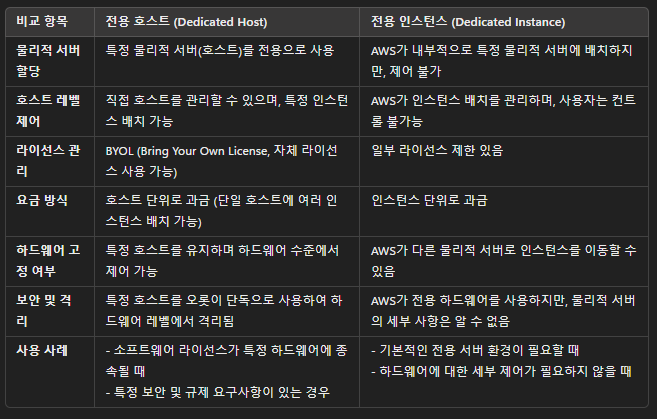 비교 항목 전용 호스트 (Dedicated Host) 전용 인스턴스 (Dedicated Instance)
물리적 서버 특정 물리적 서버(호스트)를 전용으로 사용 AWS가 내부적으로 특정 물리적 서버에 배치하지
할당 만, 제어 불가
호스트 레벨 직접 호스트를 관리할 수 있으며, 특정 인스턴 AWS가 인스턴스 배치를 관리하며, 사용자는 컨트
제어 스 배치 가능 롤 불가능
라이선스 관 BYOL (Bring Your Own License, 자체 라이선 일부 라이선스 제한 있음
리 스 사용 가능)
요금 방식 호스트 단위로 과금 (단일 호스트에 여러 인 인스턴스 단위로 과금
스턴스 배치 가능)
하드웨어 고 특정 호스트를 유지하며 하드웨어 수준에서 AWS가 다른 물리적 서버로 인스턴스를 이동할 수
정 여부 제어 가능 있음
보안 및 격 특정 호스트를 오롯이 단독으로 사용하여 하 AWS가 전용 하드웨어를 사용하지만, 물리적 서버
리 드웨어 레벨에서 격리됨 의 세부 사항은 알 수 없음
사용 사례 - 소프트웨어 라이선스가 특정 하드웨어에 종 - 기본적인 전용 서버 환경이 필요할 때
속될 때 - 하드웨어에 대한 세부 제어가 필요하지 않을 때
- 특정 보안 및 규제 요구사항이 있는 경우